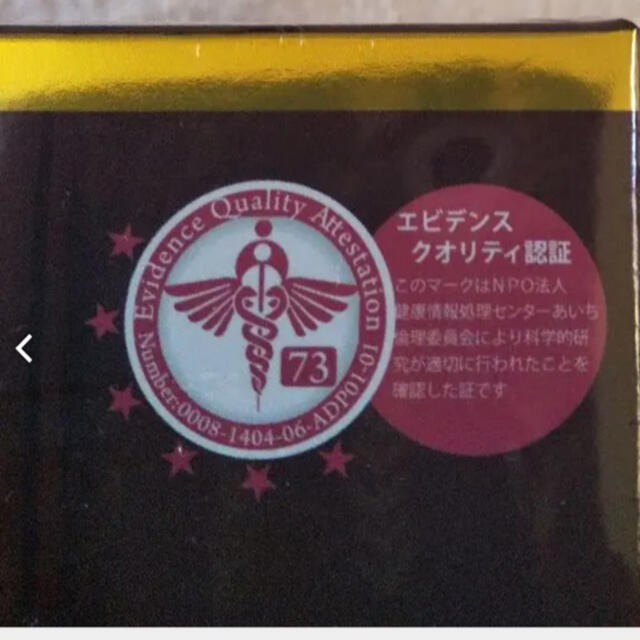 Evidence Quality Attestation
Number:0008-1404-06-ADP01-01
73
エビデンス
クオリティ認証
このマークはNPO法人
健康情報処理センターあいち
倫理委員会により科学的研
究が適切に行われたことを
確認した証です